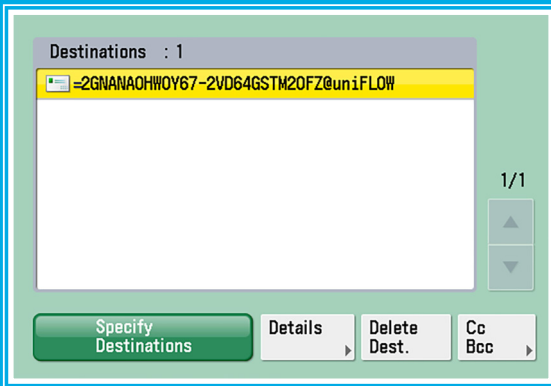 Destinations : 1
=2GNANAOHWOY67-2VD64GSTM2OFZ@uniFLOW
1/1
Specify
Destinations
Details
Delete
Dest.
Cc
Bcc